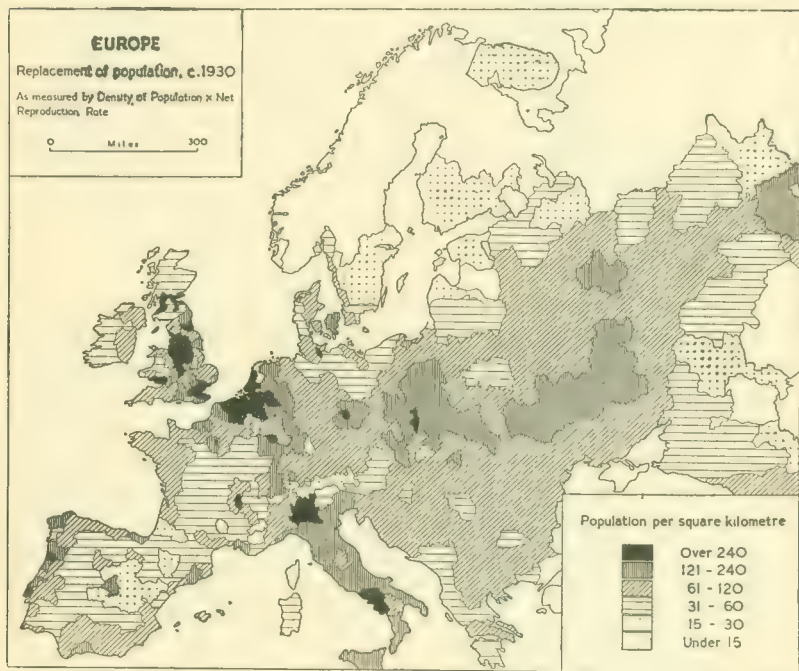 EUROPE
Replacement of population, c.1930
As measured by Density of Population x Net
Reproduction Rate
0 Miles 300
Population per square kilometre
Over 240
121 - 240
61 - 120
31 - 60
15 - 30
Under 15